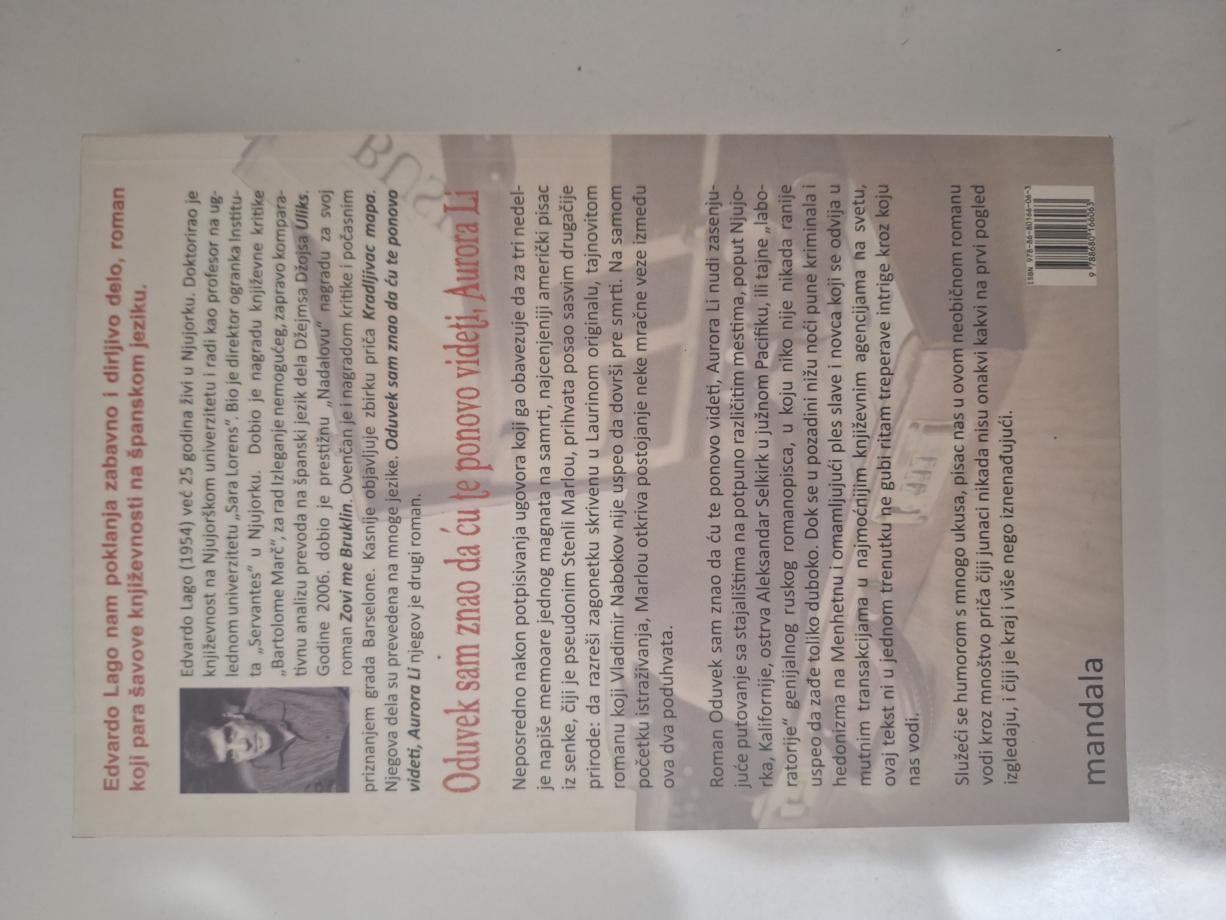 Edvardo Lago nam poklanja zabavno i dirljivo delo, roman
koji para šavove književnosti na španskom jeziku.
Edvardo Lago (1954) već 25 godina živi u Njujorku. Doktorirao je
književnost na Njujorškom univerzitetu i radi kao profesor na ug-
lednom univerzitetu „Sara Lorens“. Bio je direktor ogranka Institu-
ta „Servantes“ u Njujorku. Dobio je nagradu književne kritike
„Bartolome Marč“, za rad Izleganje nemogućeg, zapravo kompara-
tivnu analizu prevoda na španski jezik dela Džejmsa Džojsa Uliks.
Godine 2006. dobio je prestižnu „Nadalovu“ nagradu za svoj
roman Zovi me Bruklin. Ovenčan je i nagradom kritike i počasnim
priznanjem grada Barselone. Kasnije objavljuje zbirku priča Kradljivac mapa.
Njegova dela su prevedena na mnoge jezike. Oduvek sam znao da ću te ponovo
videti, Aurora Li njegov je drugi roman.
Oduvek sam znao da ću te ponovo videti, Aurora Li
Neposredno nakon potpisivanja ugovora koji ga obavezuje da za tri nedel-
je napiše memoare jednog magnata na samrti, najcenjeniji američki pisac
iz senke, čiji je pseudonim Stenli Marlou, prihvata posao sasvim drugačije
prirode: da razreši zagonetku skrivenu u Laurinom originalu, tajnovitom
romanu koji Vladimir Nabokov nije uspeo da dovrši pre smrti. Na samom
početku istraživanja, Marlou otkriva postojanje neke mračne veze između
ova dva poduhvata.
Roman Oduvek sam znao da ću te ponovo videti, Aurora Li nudi zasenju-
juće putovanje sa stajalištima na potpuno različitim mestima, poput Njujo-
rka, Kalifornije, ostrva Aleksandar Selkirk u južnom Pacifiku, ili tajne „labo-
ratorije“ genijalnog ruskog romanopisca, u koju niko nije nikada ranije
uspeo da zađe toliko duboko. Dok se u pozadini nižu noći pune kriminala i
hedonizma na Menhetnu i omamljujući ples slave i novca koji se odvija u
mutnim transakcijama u najmoćnijim književnim agencijama na svetu,
ovaj tekst ni u jednom trenutku ne gubi ritam treperave intrige kroz koju
nas vodi.
Služeći se humorom s mnogo ukusa, pisac nas u ovom neobičnom romanu
vodi kroz mnoštvo priča čiji junaci nikada nisu onakvi kakvi na prvi pogled
izgledaju, i čiji je kraj i više nego iznenađujući.
mandala
ISBN 978-86-80166-06-3
9 788680 166063